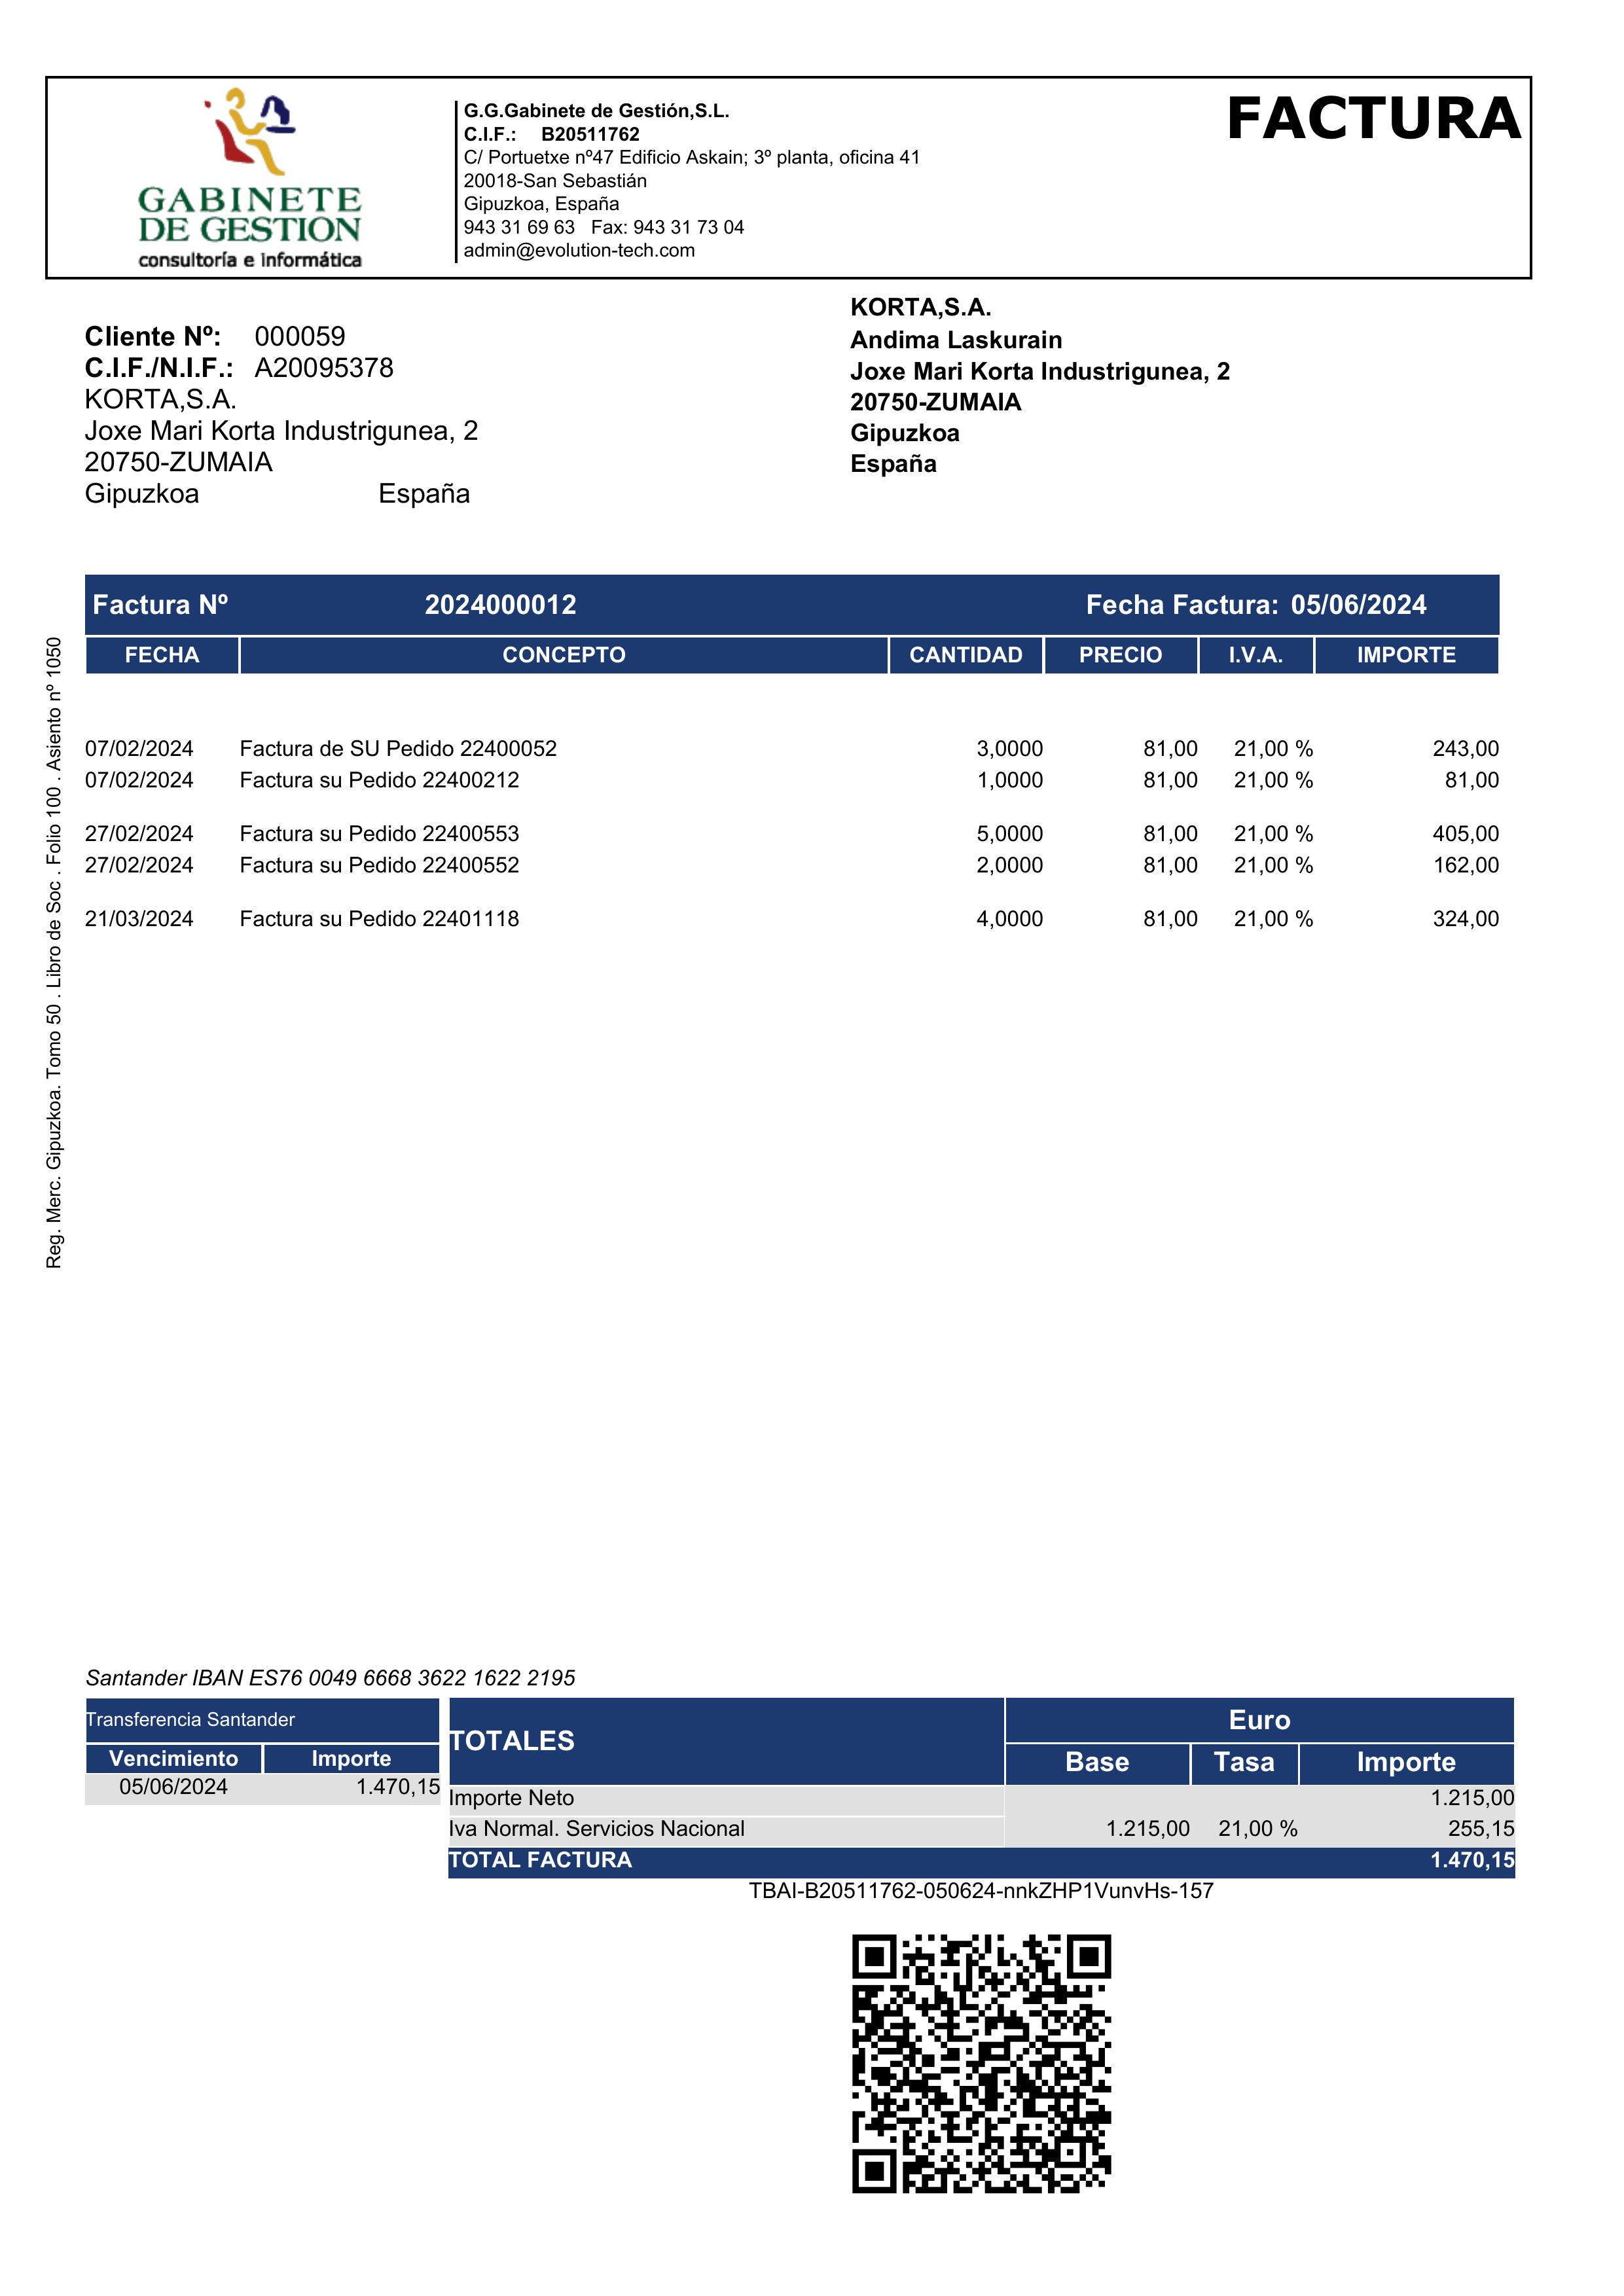 GABINETE
DE GESTION
consultoría e informática
G.G.Gabinete de Gestión,S.L.
C.I.F.: B20511762
C/ Portuetxe nº47 Edificio Askain; 3º planta, oficina 41
20018-San Sebastián
Gipuzkoa, España
943 31 69 63 Fax: 943 31 73 04
admin@evolution-tech.com
FACTURA
Cliente Nº: 000059
C.I.F./N.I.F.: A20095378
KORTA,S.A.
Joxe Mari Korta Industrigunea, 2
20750-ZUMAIA
Gipuzkoa España
KORTA,S.A.
Andima Laskurain
Joxe Mari Korta Industrigunea, 2
20750-ZUMAIA
Gipuzkoa
España
Factura Nº 2024000012 Fecha Factura: 05/06/2024
FECHA CONCEPTO CANTIDAD PRECIO I.V.A. IMPORTE
07/02/2024 Factura de SU Pedido 22400052 3,0000 81,00 21,00 % 243,00
07/02/2024 Factura su Pedido 22400212 1,0000 81,00 21,00 % 81,00
27/02/2024 Factura su Pedido 22400553 5,0000 81,00 21,00 % 405,00
27/02/2024 Factura su Pedido 22400552 2,0000 81,00 21,00 % 162,00
21/03/2024 Factura su Pedido 22401118 4,0000 81,00 21,00 % 324,00
Reg. Merc. Gipuzkoa. Tomo 50 . Libro de Soc . Folio 100 . Asiento nº 1050
Santander IBAN ES76 0049 6668 3622 1622 2195
Transferencia Santander
Vencimiento Importe
05/06/2024 1.470,15
TOTALES Euro
Base Tasa Importe
Importe Neto 1.215,00
Iva Normal. Servicios Nacional 1.215,00 21,00 % 255,15
TOTAL FACTURA 1.470,15
TBAI-B20511762-050624-nnkZHP1VunvHs-157